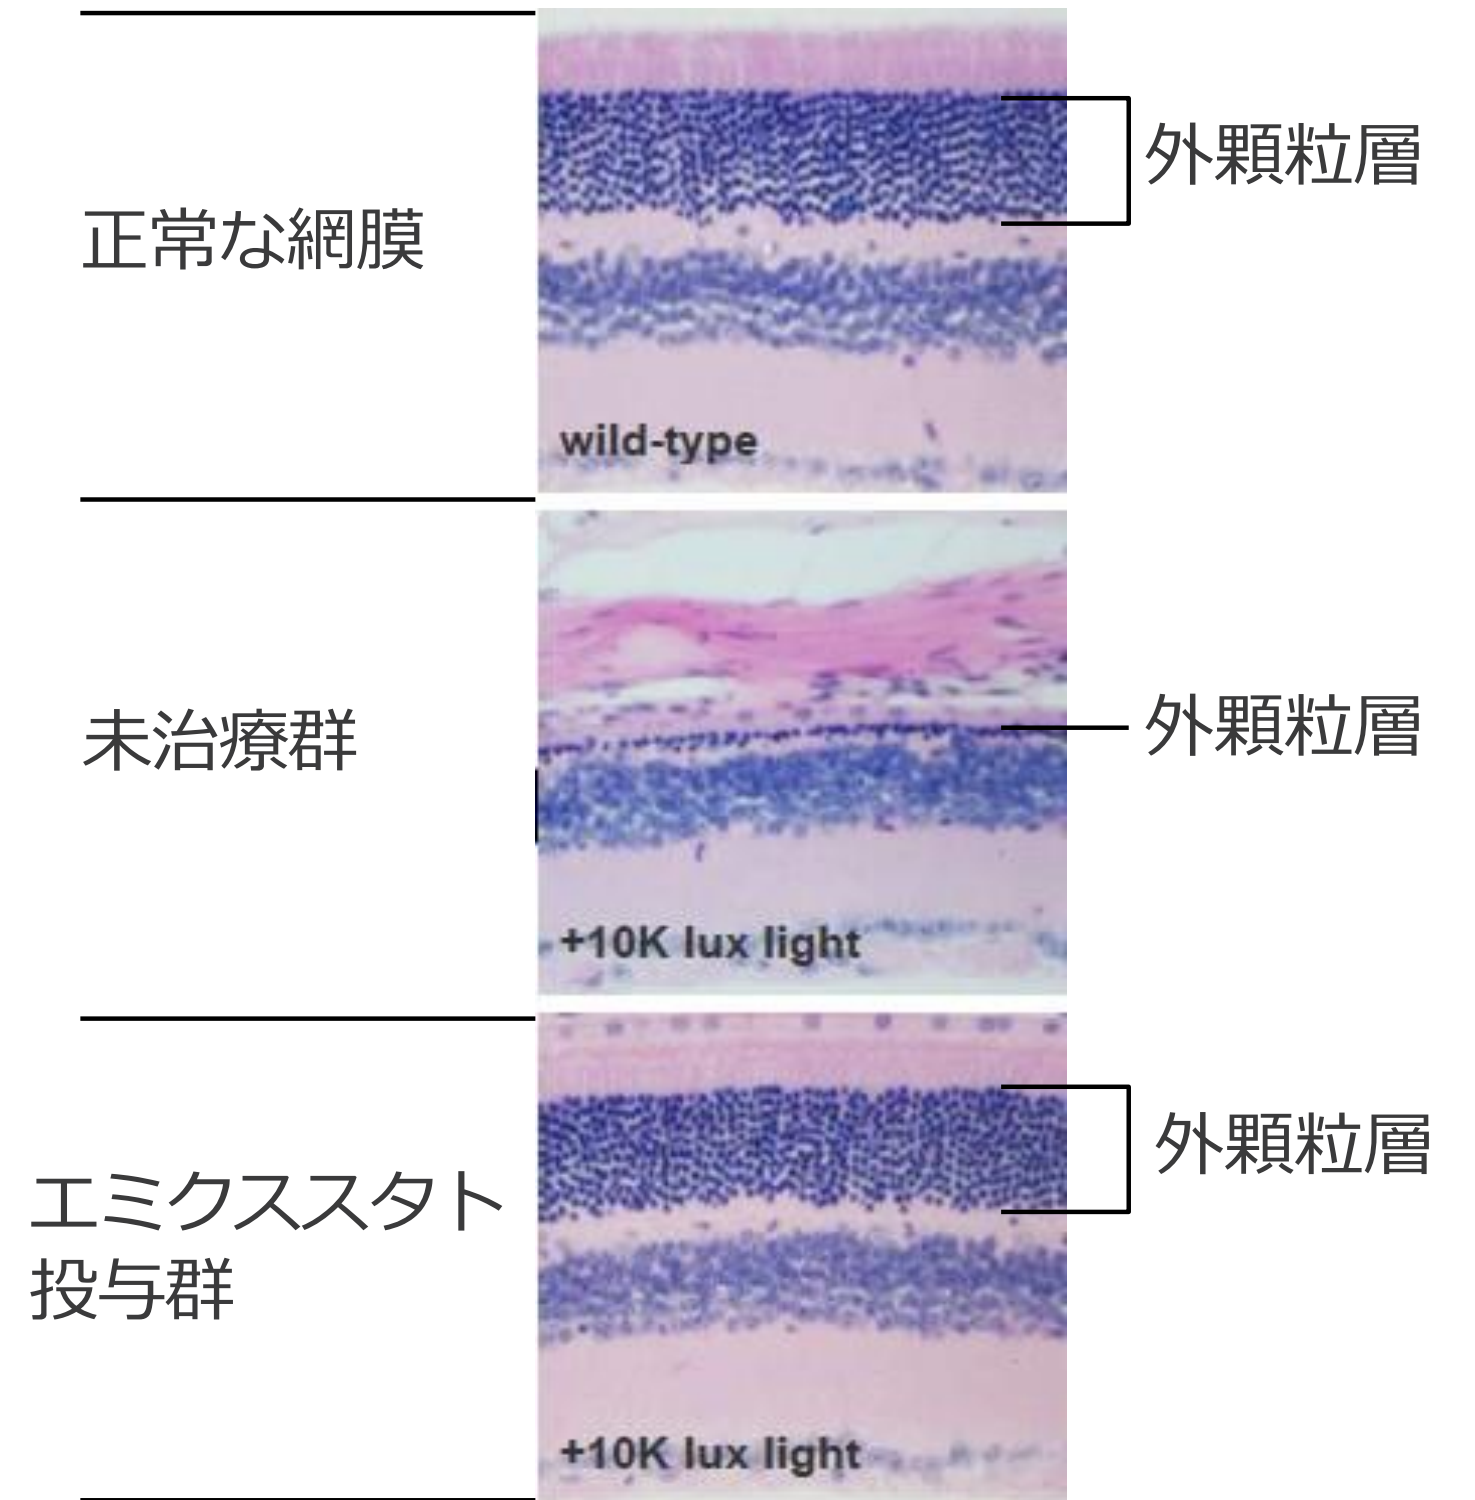 外顆粒層
正常な網膜
wild-type
外顆粒層
未治療群
+10K lux light
外顆粒層
エミクススタト
投与群
+10K lux light